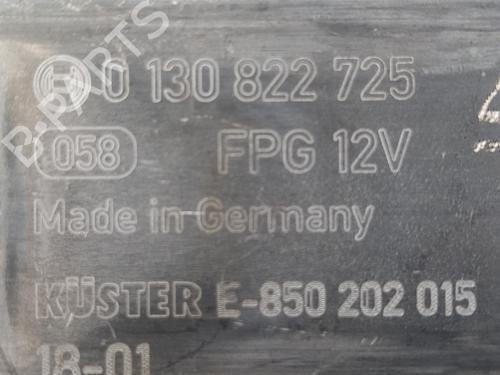 0 130 822 725
058 FPG 12V
Made in Germany
KÜSTER E-850 202 015
18-01
B-PARTS